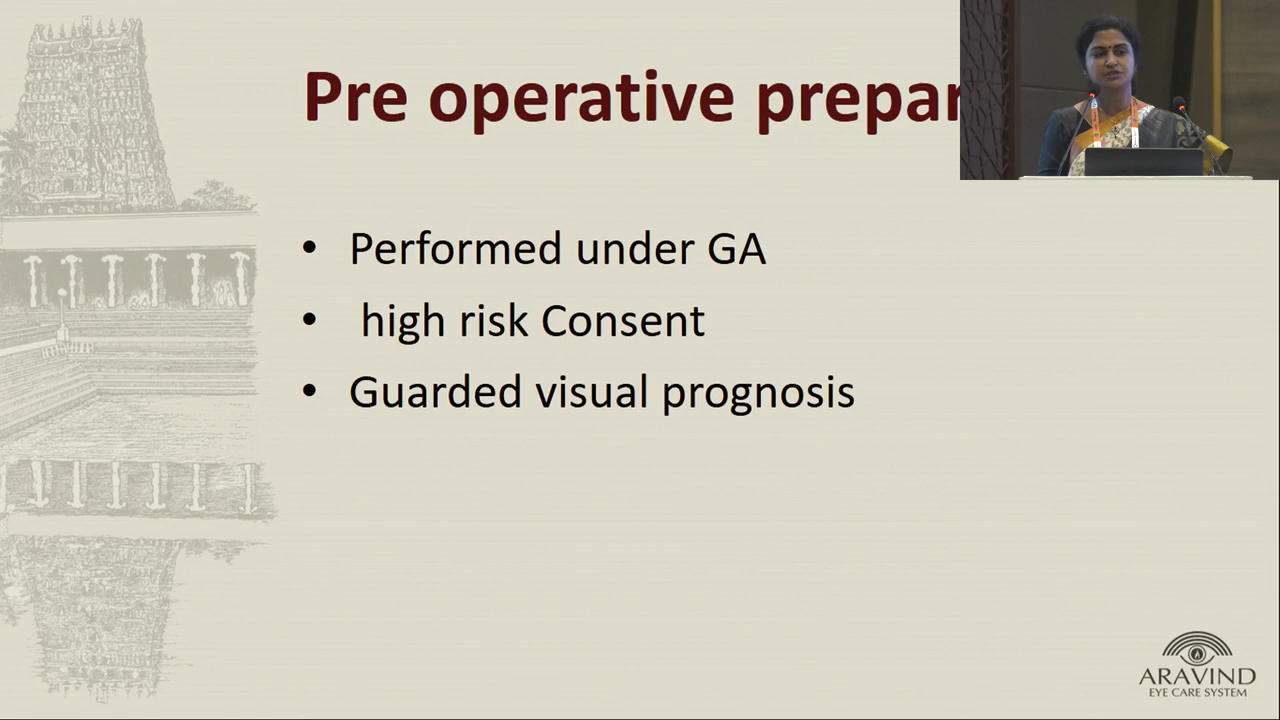 Pre operative prepar
• Performed under GA
• high risk Consent
• Guarded visual prognosis
ARAVIND
EYE CARE SYSTEM